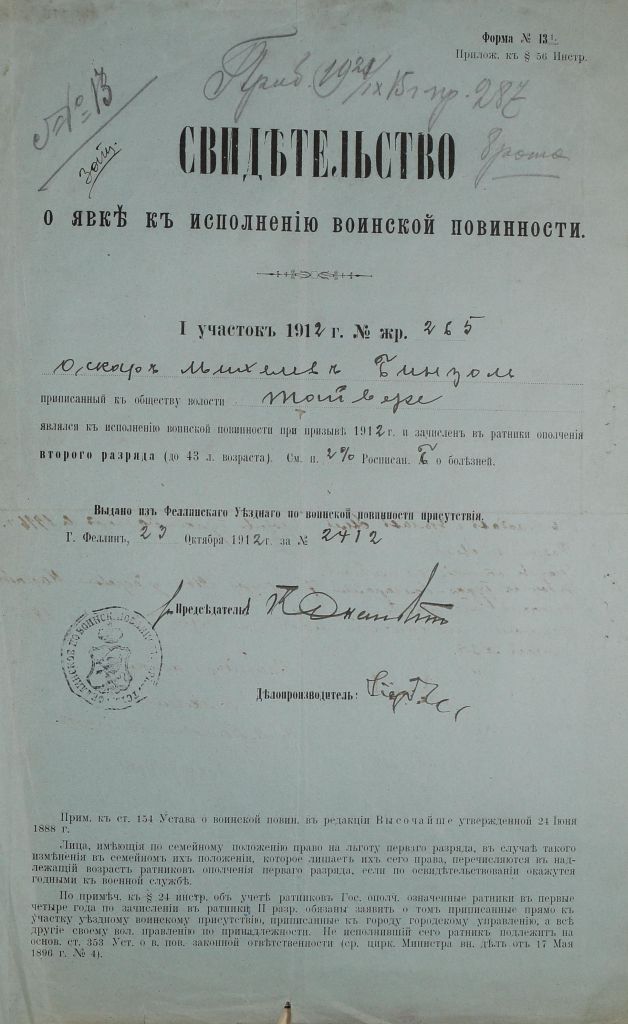 Форма № 13
Прилож. къ § 56 Инстр.
№ 13
287
СВИДѢТЕЛЬСТВО
О ЯВКѢ КЪ ИСПОЛНЕНІЮ ВОИНСКОЙ ПОВИННОСТИ.
I участокъ 1912 г. № жр. 265
Оскаръ Михелевъ
приписанный къ обществу волости Тайвере
являлся къ исполненію воинской повинности при призывѣ 1912 г. и зачисленъ въ ратники ополченія
второго разряда (до 43 л. возраста). См. п. Росписан. Б о болѣзней.
Выдано изъ Феллинскаго Уѣзднаго по воинской повинности присутствія.
Г. Феллинъ, 23 Октября 1912 г. за № 2412
Предсѣдатель
Дѣлопроизводитель:
Прим. къ ст. 154 Устава о воинской повин. въ редакціи Высочайше утвержденной 24 Іюня
1888 г.
Лица, имѣющія по семейному положенію право на льготу перваго разряда, въ случаѣ такого
измѣненія въ семейномъ ихъ положеніи, которое лишаетъ ихъ сего права, перечисляются въ над-
лежащій возрастъ ратниковъ ополченія перваго разряда, если по освидѣтельствованіи окажутся
годными къ военной службѣ.
По примѣч. къ § 24 инстр. объ учетѣ ратниковъ Гос. ополч. означенные ратники въ первые
четыре года по зачисленіи въ ратники II разр. обязаны заявить о томъ приписанные прямо къ
участку уѣздному воинскому присутствію, приписанные къ городу городскому управленію, а всѣ
другіе своему вол. правленію по принадлежности. Не исполнившій сего ратникъ подлежитъ на
основ. ст. 353 Уст. о в. пов. законной отвѣтственности (ср. цирк. Министра вн. дѣлъ отъ 17 Мая
1896 г. № 4).